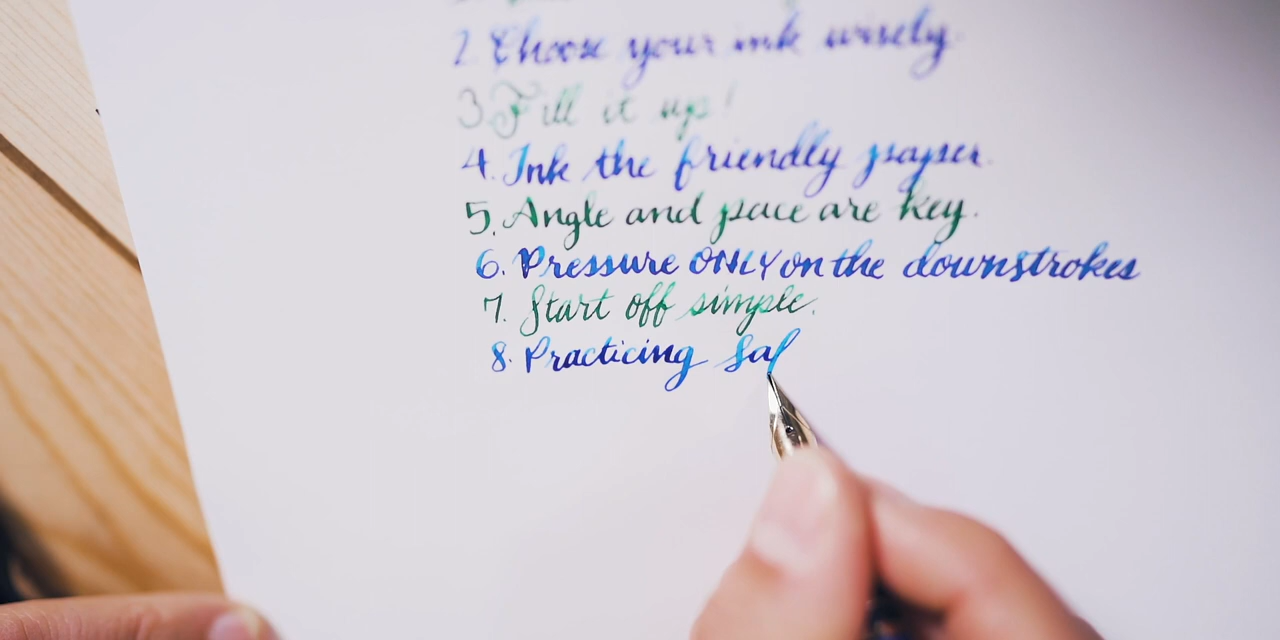 2. Choose your ink wisely.
3. Fill it up!
4. Ink the friendly paper.
5. Angle and pace are key.
6. Pressure ONLY on the downstrokes
7. Start off simple.
8. Practicing